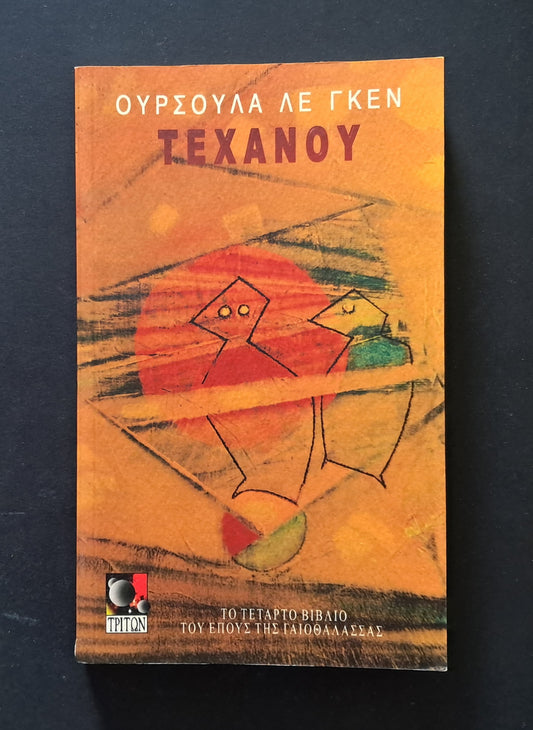 ΟΥΡΣΟΥΛΑ ΛΕ ΓΚΕΝ
ΤΕΧΑΝΟΥ
ΤΡΙΤΩΝ
ΤΟ ΤΕΤΑΡΤΟ ΒΙΒΛΙΟ
ΤΟΥ ΕΠΟΥΣ ΤΗΣ ΓΑΙΟΘΑΛΑΣΣΑΣ